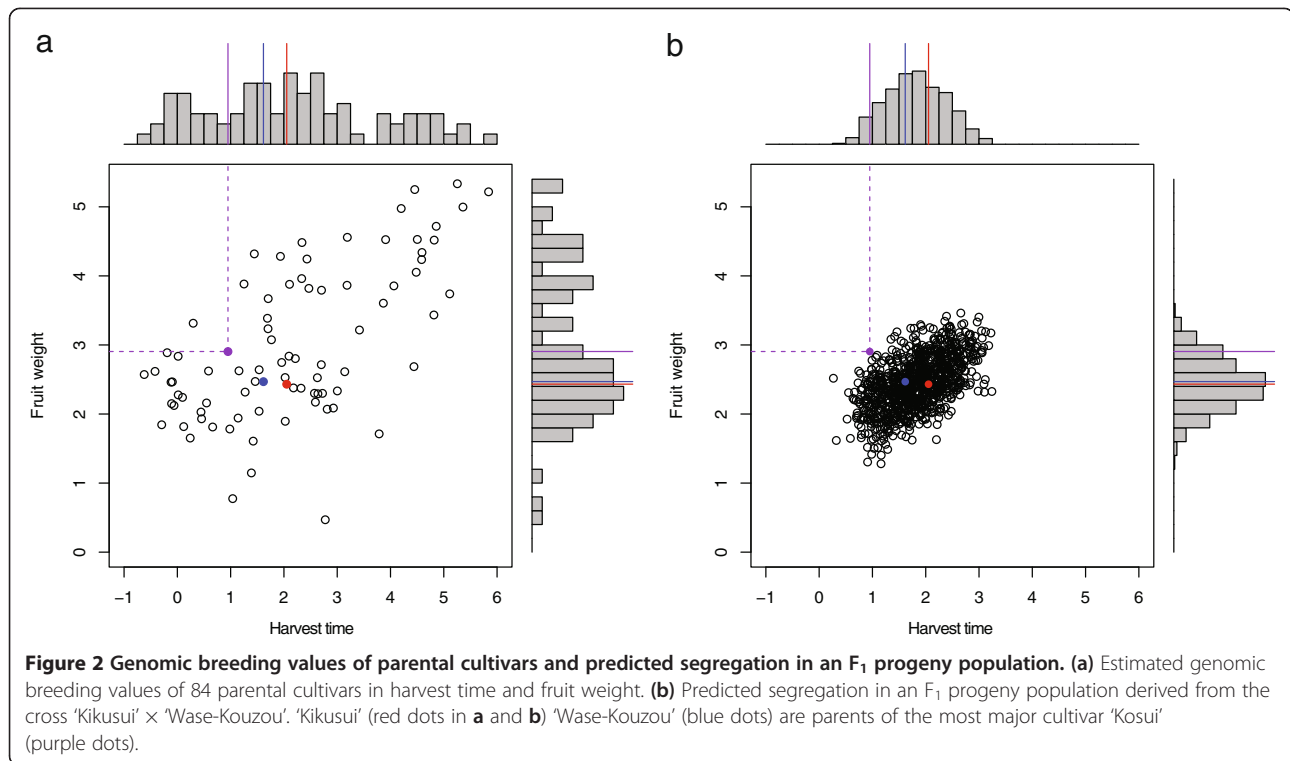 a
b
5
4
3
2
1
0
Fruit weight
−1 0 1 2 3 4 5 6
Harvest time
5
4
3
2
1
0
Fruit weight
−1 0 1 2 3 4 5 6
Harvest time
Figure 2 Genomic breeding values of parental cultivars and predicted segregation in an F₁ progeny population. (a) Estimated genomic
breeding values of 84 parental cultivars in harvest time and fruit weight. (b) Predicted segregation in an F₁ progeny population derived from the
cross ‘Kikusui’ × ‘Wase-Kouzou’. ‘Kikusui’ (red dots in a and b) ‘Wase-Kouzou’ (blue dots) are parents of the most major cultivar ‘Kosui’
(purple dots).